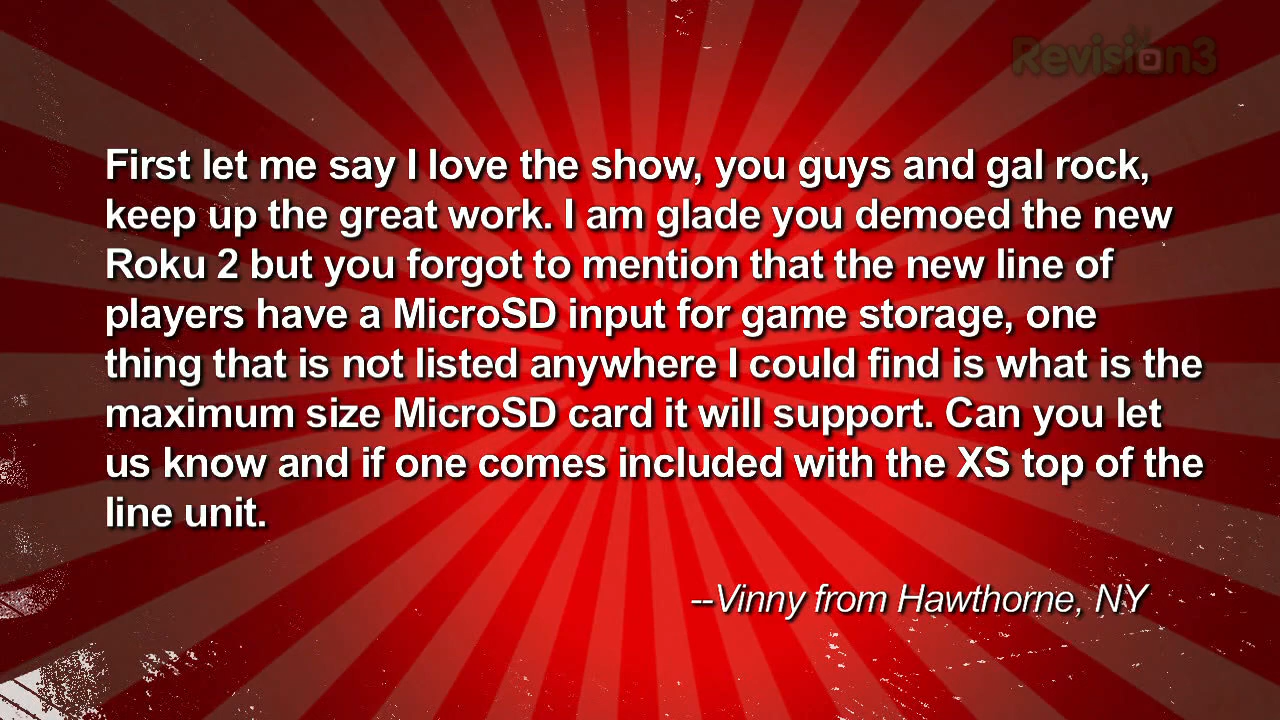 Revision3
First let me say I love the show, you guys and gal rock,
keep up the great work. I am glade you demoed the new
Roku 2 but you forgot to mention that the new line of
players have a MicroSD input for game storage, one
thing that is not listed anywhere I could find is what is the
maximum size MicroSD card it will support. Can you let
us know and if one comes included with the XS top of the
line unit.
--Vinny from Hawthorne, NY